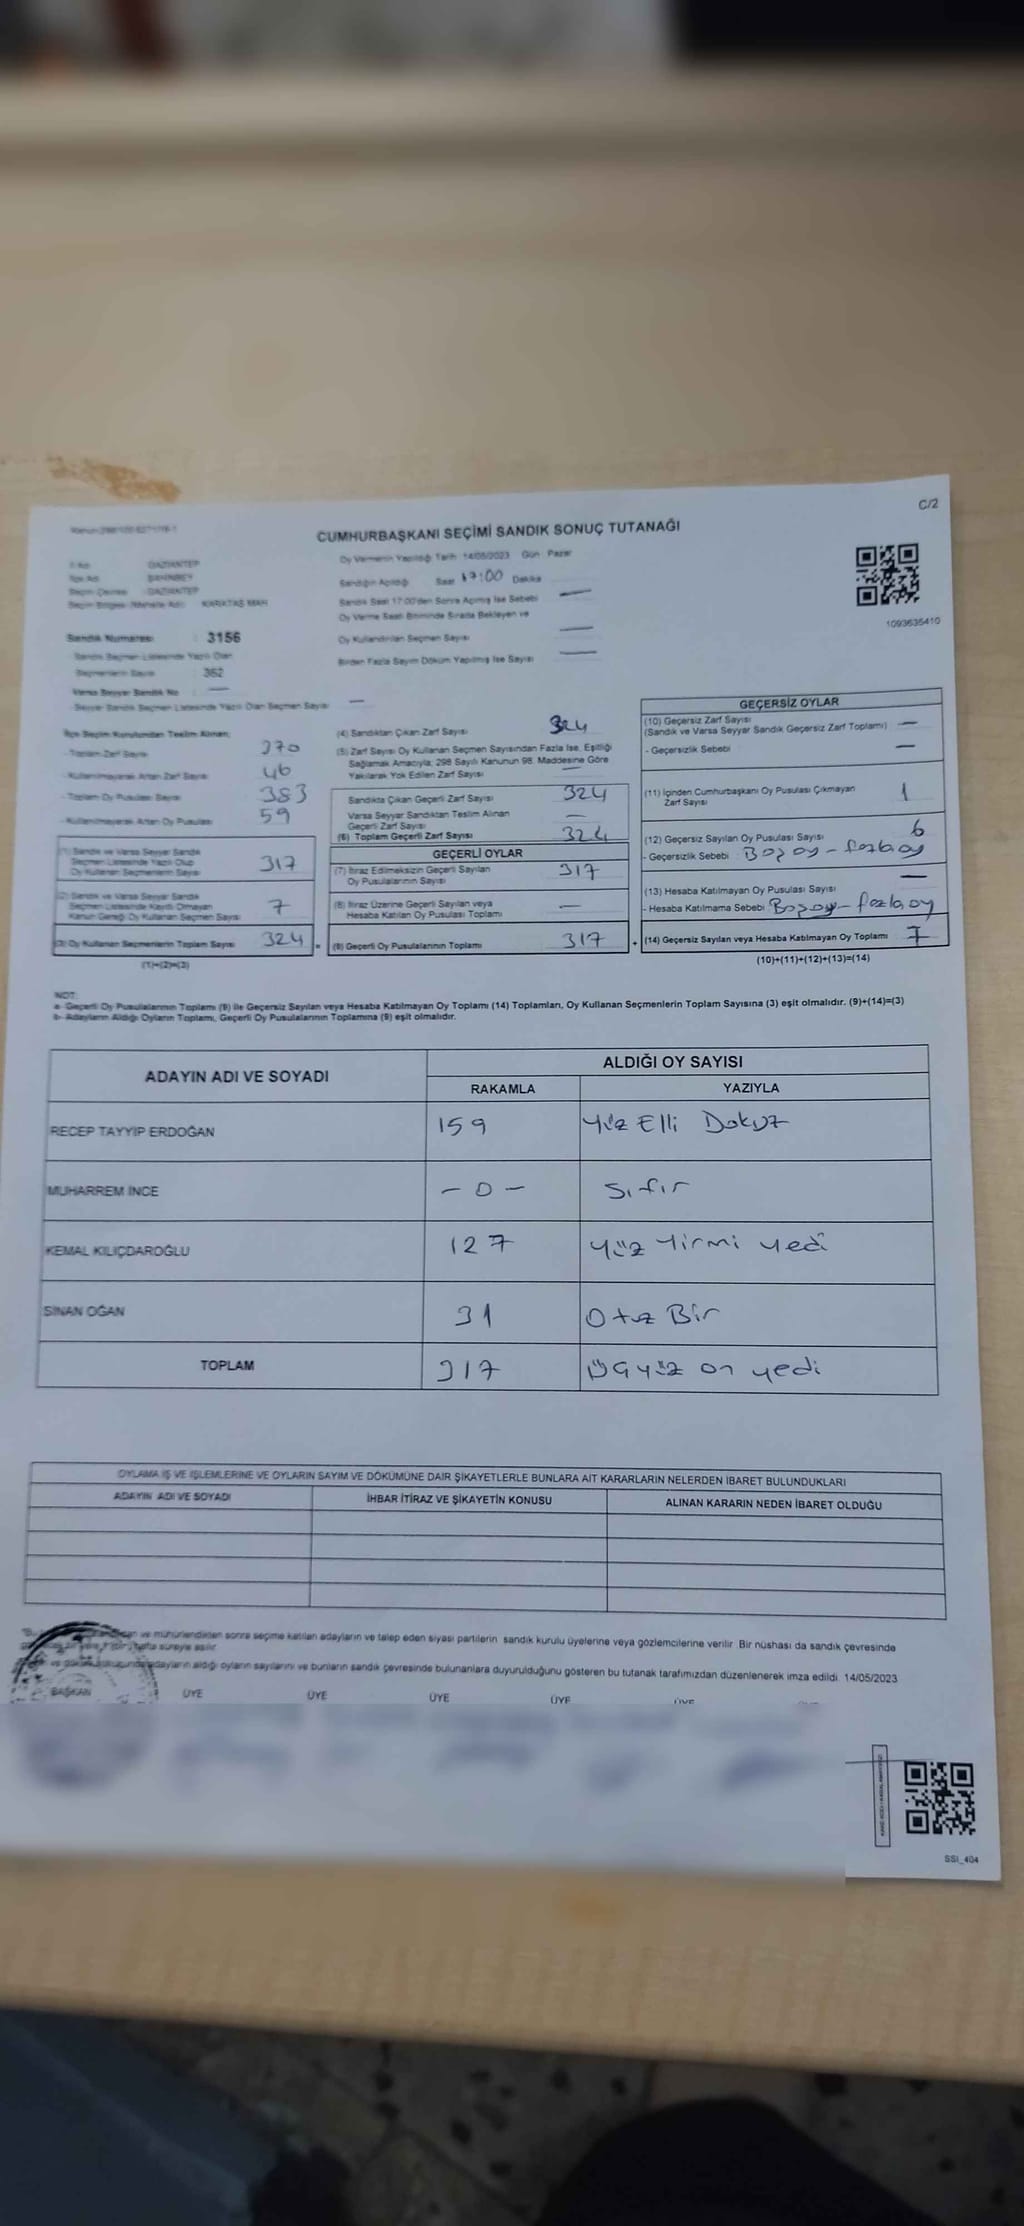 C/2
CUMHURBAŞKANI SEÇİMİ SANDIK SONUÇ TUTANAĞI
İl Adı GAZİANTEP
İlçe Adı ŞAHİNBEY
Seçim Çevresi GAZİANTEP
Seçim Bölgesi (Mahalle Adı) KARATAŞ MAH
Sandık Numarası : 3156
Sandık Seçmen Listesinde Yazılı Olan
Seçmenlerin Sayısı : 362
Varsa Seyyar Sandık No : —
- Seyyar Sandık Seçmen Listesinde Yazılı Olan Seçmen Sayısı —
Oy Vermenin Yapıldığı Tarih 14/05/2023 Gün Pazar
Sandığın Açıldığı Saat 17:00 Dakika
Sandık Saat 17:00'den Sonra Açılmış İse Sebebi —
Oy Verme Saati Bitiminde Sırada Bekleyen ve
Oy Kullandırılan Seçmen Sayısı —
Birden Fazla Sayım Döküm Yapılmış İse Sayısı —
1093635410
İlçe Seçim Kurulundan Teslim Alınan;
- Toplam Zarf Sayısı 370
- Kullanılmayarak Artan Zarf Sayısı 46
- Toplam Oy Pusulası Sayısı 383
- Kullanılmayarak Artan Oy Pusulası 59
(1) Sandık ve Varsa Seyyar Sandık
Seçmen Listesinde Yazılı Olup
Oy Kullanan Seçmenlerin Sayısı 317
(2) Sandık ve Varsa Seyyar Sandık
Seçmen Listesinde Kayıtlı Olmayan
Kanun Gereği Oy Kullanan Seçmen Sayısı 7
(3) Oy Kullanan Seçmenlerin Toplam Sayısı 324 =
(1)+(2)=(3)
(4) Sandıktan Çıkan Zarf Sayısı 324
(5) Zarf Sayısı Oy Kullanan Seçmen Sayısından Fazla İse, Eşitliği
Sağlamak Amacıyla, 298 Sayılı Kanunun 98. Maddesine Göre
Yakılarak Yok Edilen Zarf Sayısı —
Sandıkta Çıkan Geçerli Zarf Sayısı 324
Varsa Seyyar Sandıktan Teslim Alınan
Geçerli Zarf Sayısı —
(6) Toplam Geçerli Zarf Sayısı 324
GEÇERLİ OYLAR
(7) İtiraz Edilmeksizin Geçerli Sayılan
Oy Pusulalarının Sayısı 317
(8) İtiraz Üzerine Geçerli Sayılan veya
Hesaba Katılan Oy Pusulası Toplamı —
(9) Geçerli Oy Pusulalarının Toplamı 317 +
GEÇERSİZ OYLAR
(10) Geçersiz Zarf Sayısı —
(Sandık ve Varsa Seyyar Sandık Geçersiz Zarf Toplamı)
- Geçersizlik Sebebi —
(11) İçinden Cumhurbaşkanı Oy Pusulası Çıkmayan
Zarf Sayısı 1
(12) Geçersiz Sayılan Oy Pusulası Sayısı 6
- Geçersizlik Sebebi : Boş oy - fazla oy
(13) Hesaba Katılmayan Oy Pusulası Sayısı —
- Hesaba Katılmama Sebebi Boş oy - fazla oy
(14) Geçersiz Sayılan veya Hesaba Katılmayan Oy Toplamı 7
(10)+(11)+(12)+(13)=(14)
NOT:
a- Geçerli Oy Pusulalarının Toplamı (9) ile Geçersiz Sayılan veya Hesaba Katılmayan Oy Toplamı (14) Toplamları, Oy Kullanan Seçmenlerin Toplam Sayısına (3) eşit olmalıdır. (9)+(14)=(3)
b- Adayların Aldığı Oyların Toplamı, Geçerli Oy Pusulalarının Toplamına (9) eşit olmalıdır.
ADAYIN ADI VE SOYADI ALDIĞI OY SAYISI
RAKAMLA YAZIYLA
RECEP TAYYİP ERDOĞAN 159 Yüz Elli Dokuz
MUHARREM İNCE - 0 - Sıfır
KEMAL KILIÇDAROĞLU 127 Yüz Yirmi yedi
SİNAN OĞAN 31 Otuz Bir
TOPLAM 317 Üçyüz on yedi
OYLAMA İŞ VE İŞLEMLERİNE VE OYLARIN SAYIM VE DÖKÜMÜNE DAİR ŞİKAYETLERLE BUNLARA AİT KARARLARIN NELERDEN İBARET BULUNDUKLARI
ADAYIN ADI VE SOYADI İHBAR İTİRAZ VE ŞİKAYETİN KONUSU ALINAN KARARIN NEDEN İBARET OLDUĞU
ve mühürlendikten sonra seçime katılan adayların ve talep eden siyasi partilerin sandık kurulu üyelerine veya gözlemcilerine verilir. Bir nüshası da sandık çevresinde
süreyle asılır.
adayların aldığı oyların sayılarını ve bunların sandık çevresinde bulunanlara duyurulduğunu gösteren bu tutanak tarafımızdan düzenlenerek imza edildi. 14/05/2023
BAŞKAN ÜYE ÜYE ÜYE ÜYE ÜYE
SSI_404